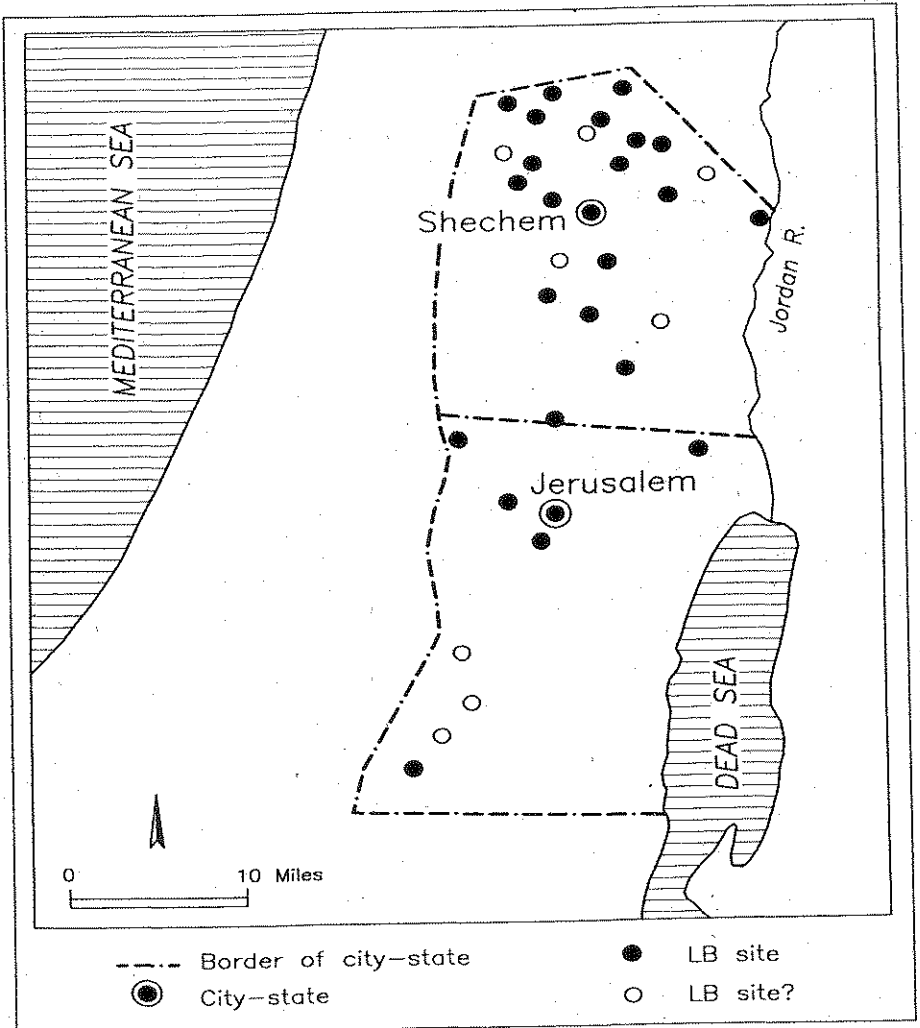 MEDITERRANEAN SEA
Shechem
Jordan R.
Jerusalem
DEAD SEA
0 10 Miles
Border of city-state
City-state
LB site
LB site?